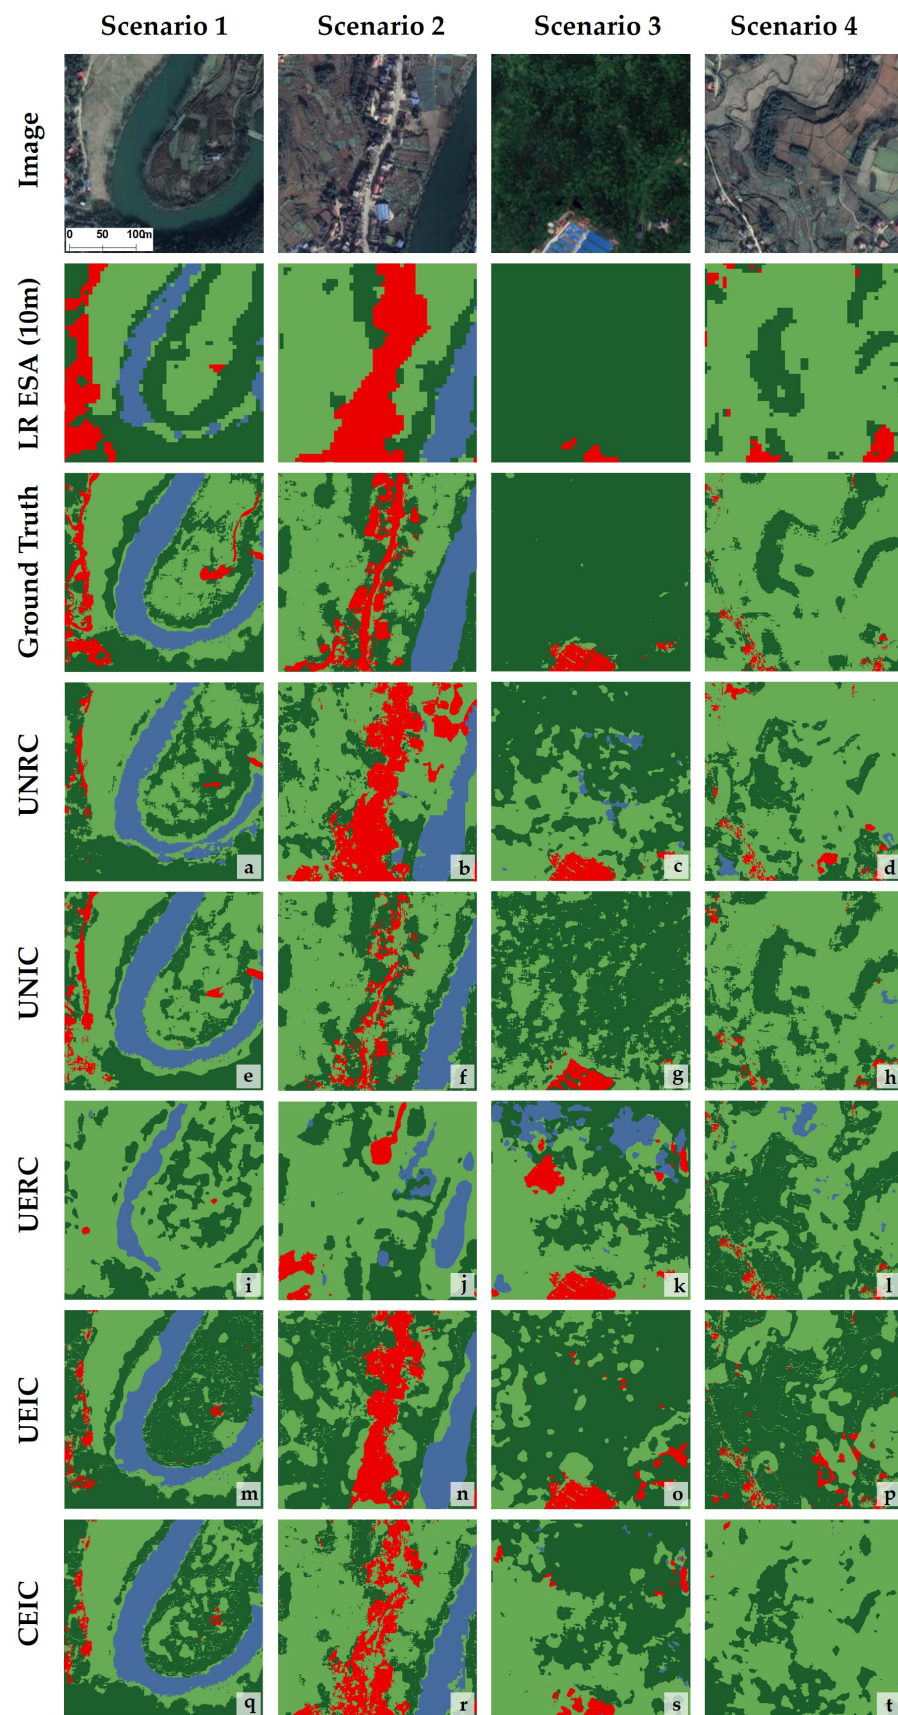 Scenario 1 Scenario 2 Scenario 3 Scenario 4
Image
0 50 100m
LR ESA (10m)
Ground Truth
UNRC
a b c d
UNIC
e f g h
UERC
i j k l
UEIC
m n o p
CEIC
q r s t